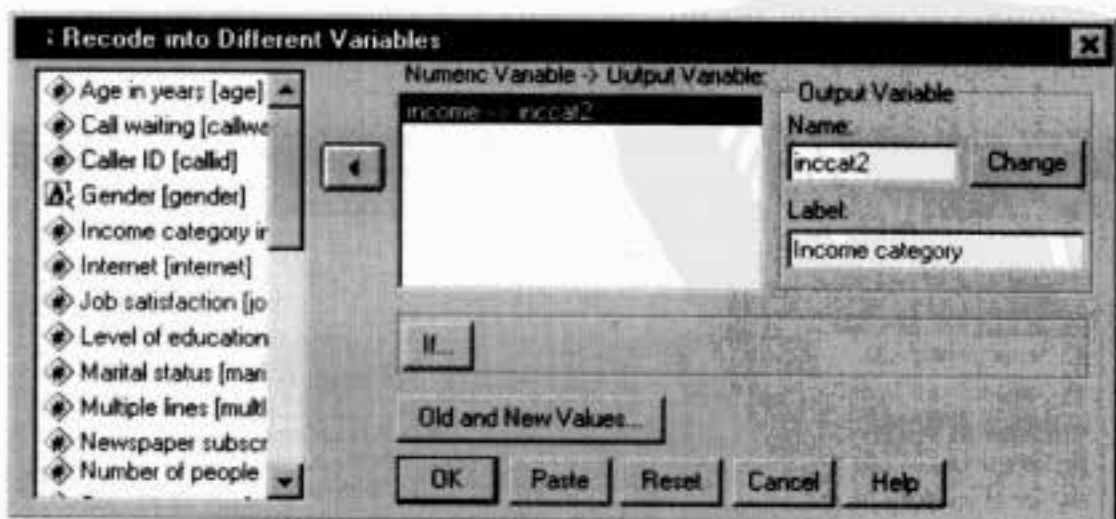 : Recode into Different Variables
Age in years [age]
Call waiting [callwa
Caller ID [callid]
Gender [gender]
Income category ir
Internet [internet]
Job satisfaction [jo
Level of education
Marital status [mari
Multiple lines [multl
Newspaper subscr
Number of people
Numeric Variable -> Output Variable:
income --> inccat2
Output Variable
Name:
inccat2
Change
Label:
Income category
If...
Old and New Values...
OK
Paste
Reset
Cancel
Help